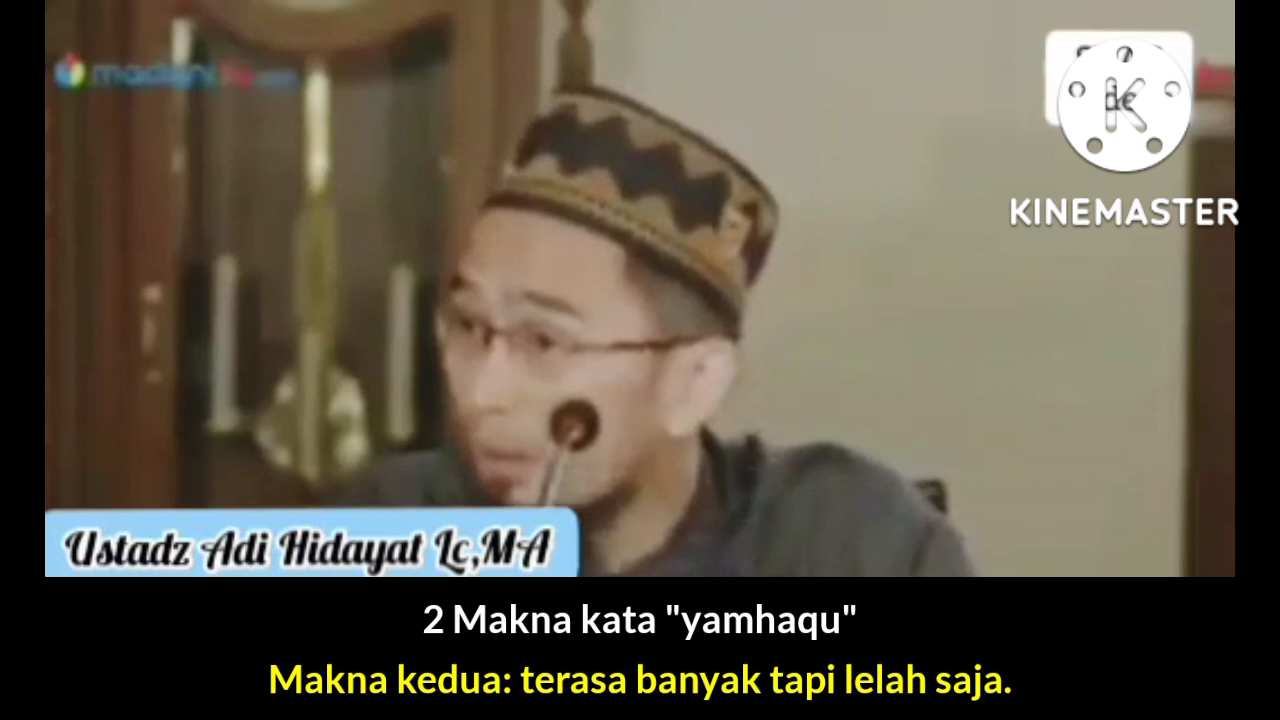 KINEMASTER
Ustadz Adi Hidayat Lc,MA
2 Makna kata "yamhaqu"
Makna kedua: terasa banyak tapi lelah saja.